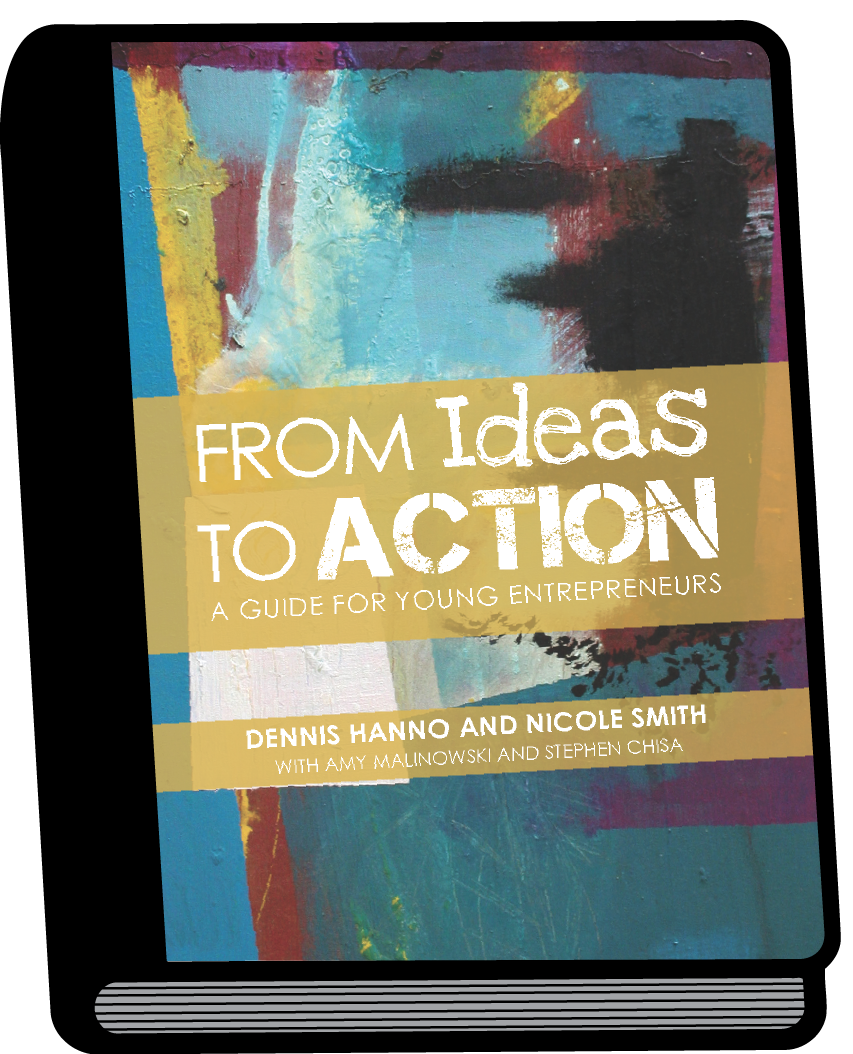 FROM Ideas
TO ACTION
A GUIDE FOR YOUNG ENTREPRENEURS
DENNIS HANNO AND NICOLE SMITH
WITH AMY MALINOWSKI AND STEPHEN CHISA